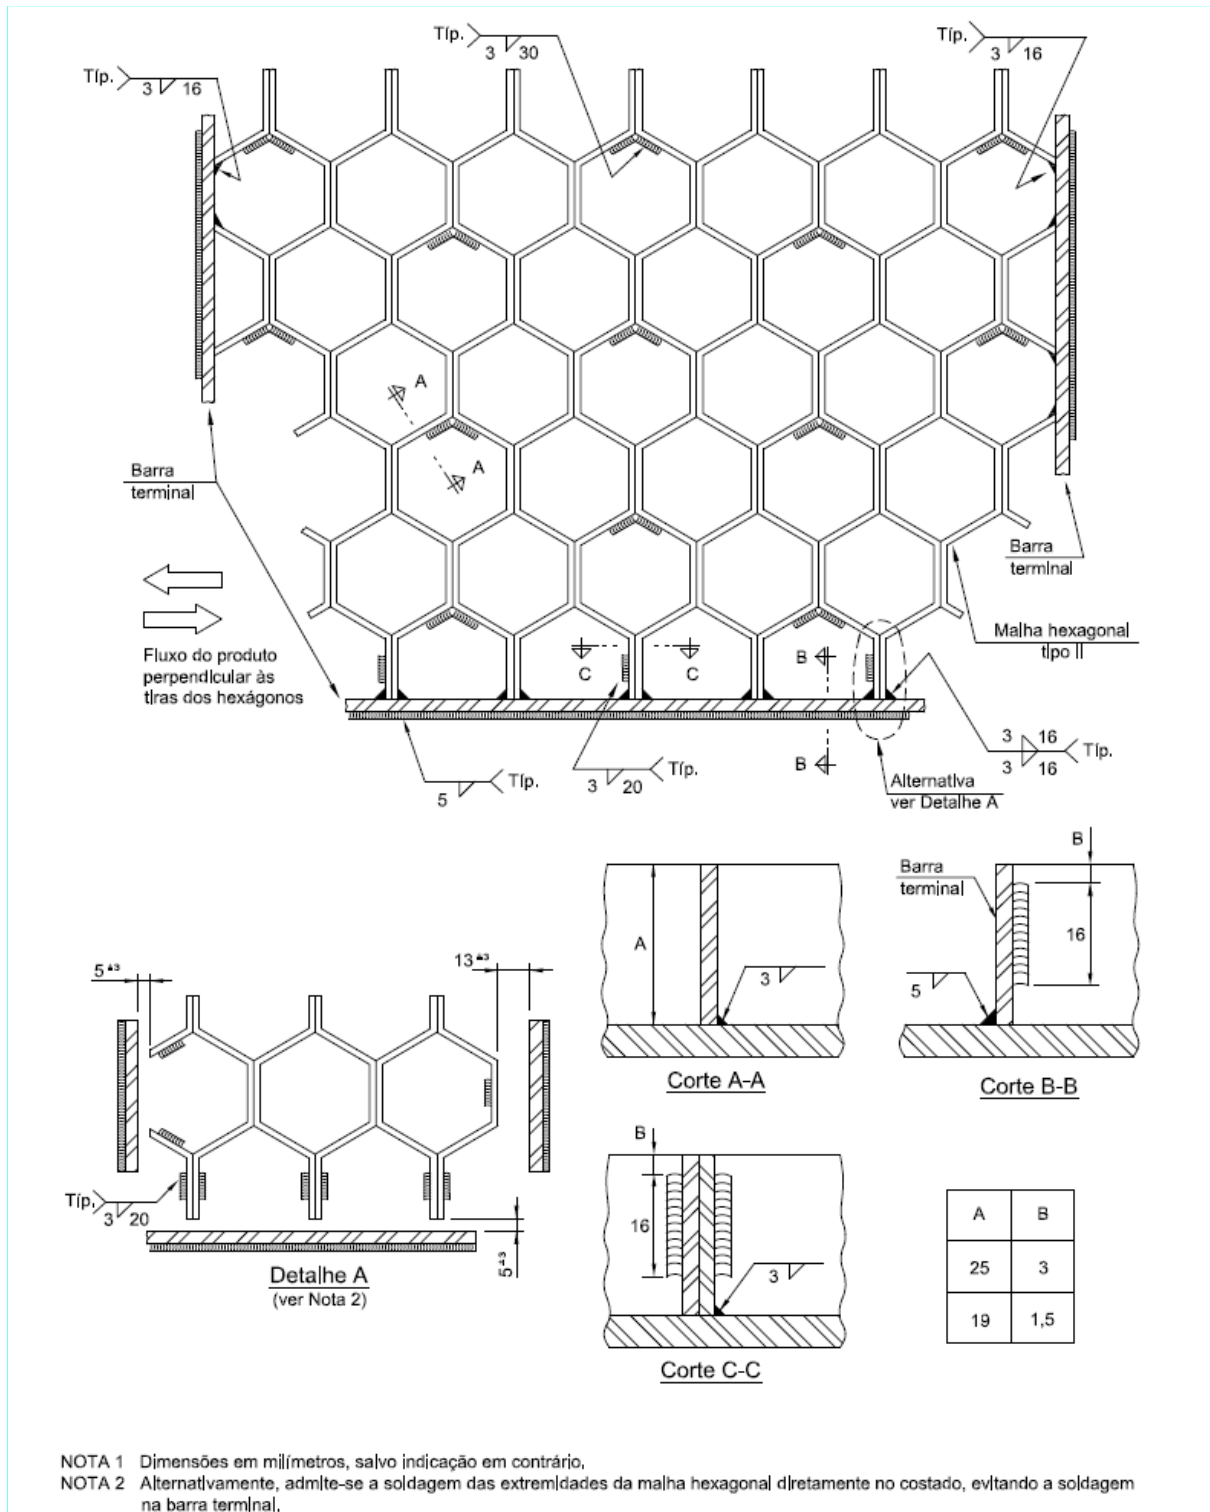 Típ.
3 30
Típ.
3 16
Típ.
3 16
A
A
Barra
terminal
Barra
terminal
Malha hexagonal
tipo II
Fluxo do produto
perpendicular às
tiras dos hexágonos
C
C
B
B
5
Típ.
3 20
Típ.
3 16
3 16
Típ.
Alternativa
ver Detalhe A
A
3
Corte A-A
B
Barra
terminal
16
5
Corte B-B
5±3
13±3
Típ.
3 20
5±3
Detalhe A
(ver Nota 2)
B
16
3
Corte C-C
A B
25 3
19 1,5
NOTA 1 Dimensões em milímetros, salvo indicação em contrário.
NOTA 2 Alternativamente, admite-se a soldagem das extremidades da malha hexagonal diretamente no costado, evitando a soldagem
na barra terminal.